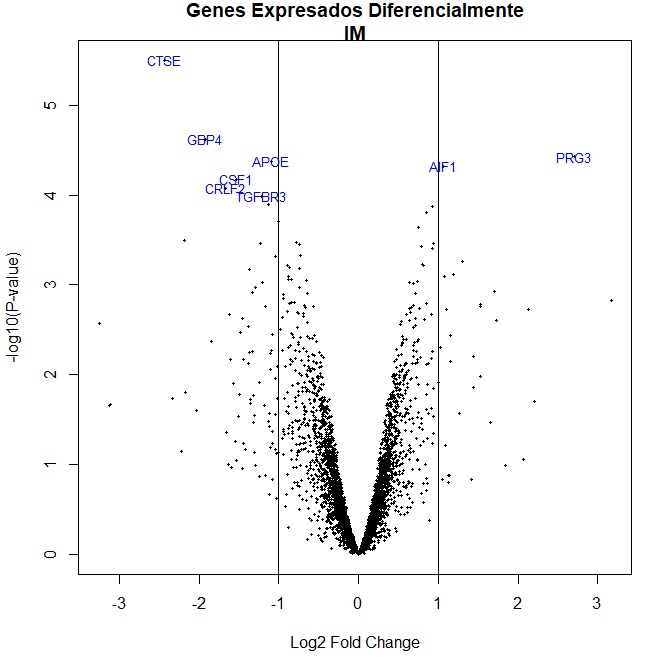 Genes Expresados Diferencialmente
IM
CTSE
GBP4
APOE
PRG3
AIF1
CSF1
CRLF2
TGFBR3
-log10(P-value)
5
4
3
2
1
0
-3 -2 -1 0 1 2 3
Log2 Fold Change